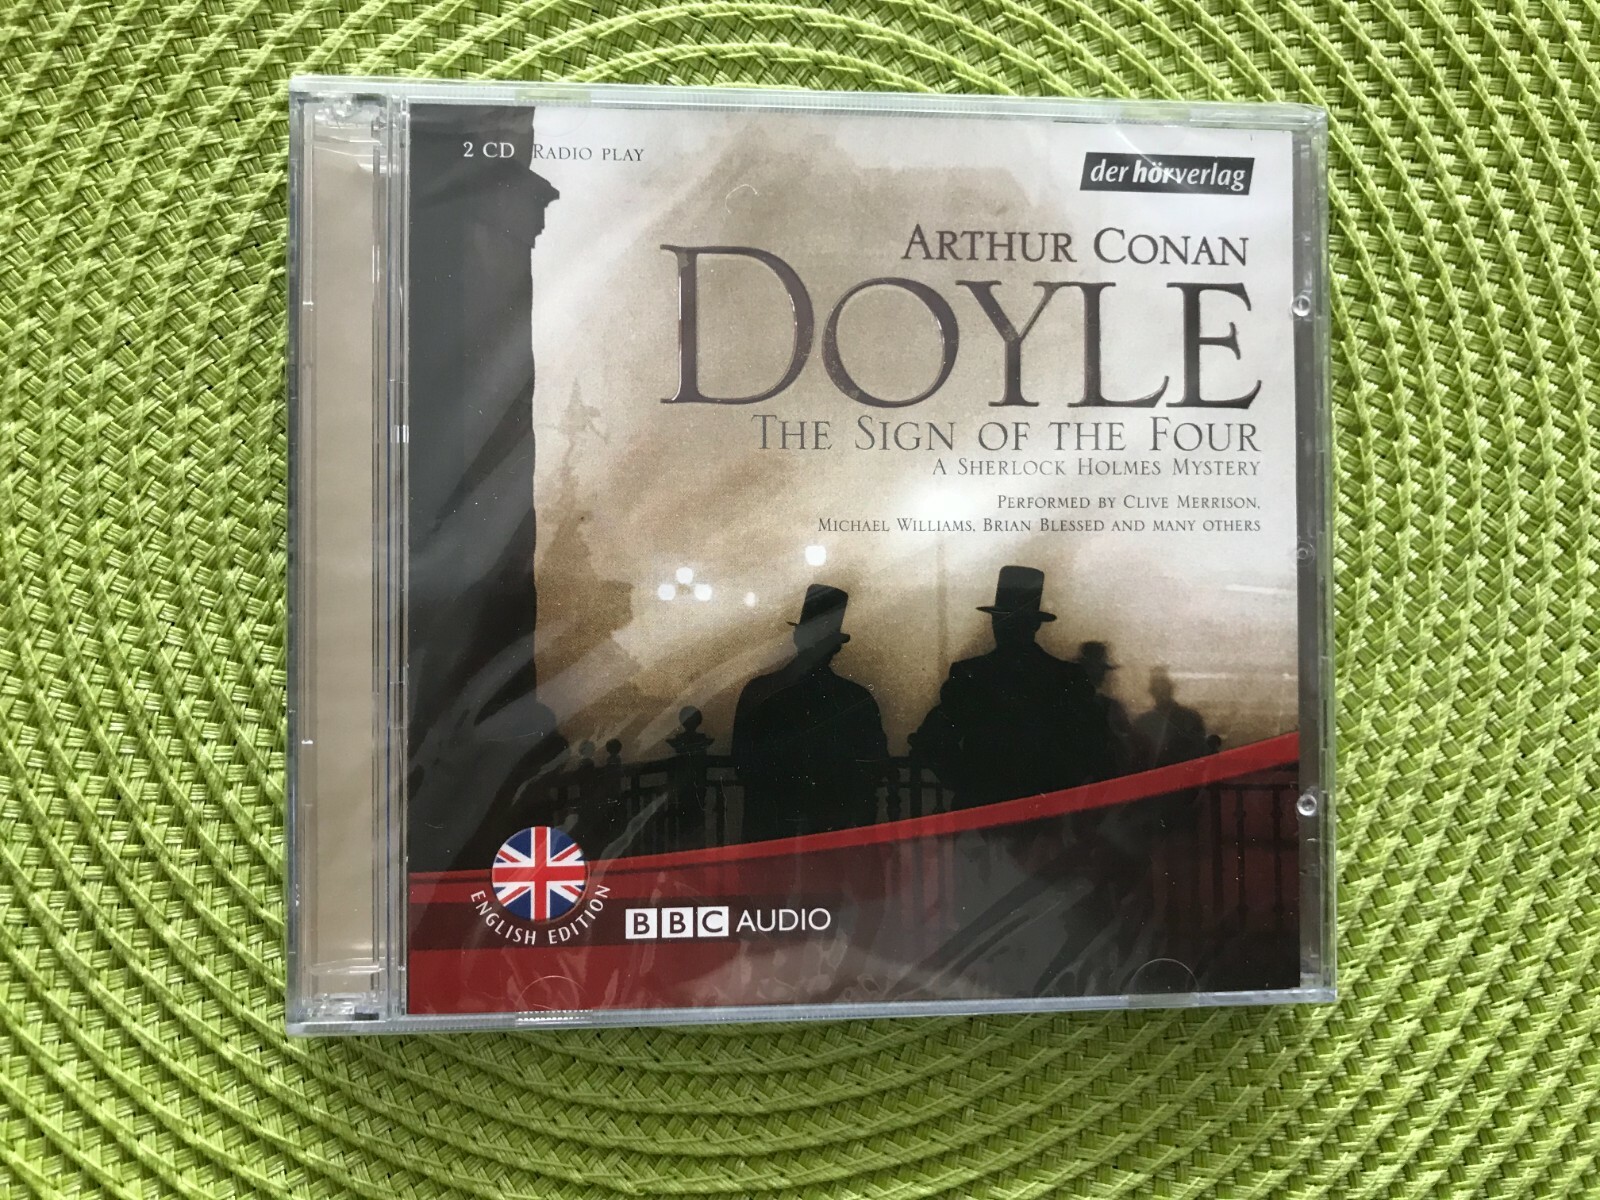 2 CD RADIO PLAY
der hörverlag
ARTHUR CONAN
DOYLE
THE SIGN OF THE FOUR
A SHERLOCK HOLMES MYSTERY
PERFORMED BY CLIVE MERRISON,
MICHAEL WILLIAMS, BRIAN BLESSED AND MANY OTHERS
ENGLISH EDITION
BBC AUDIO